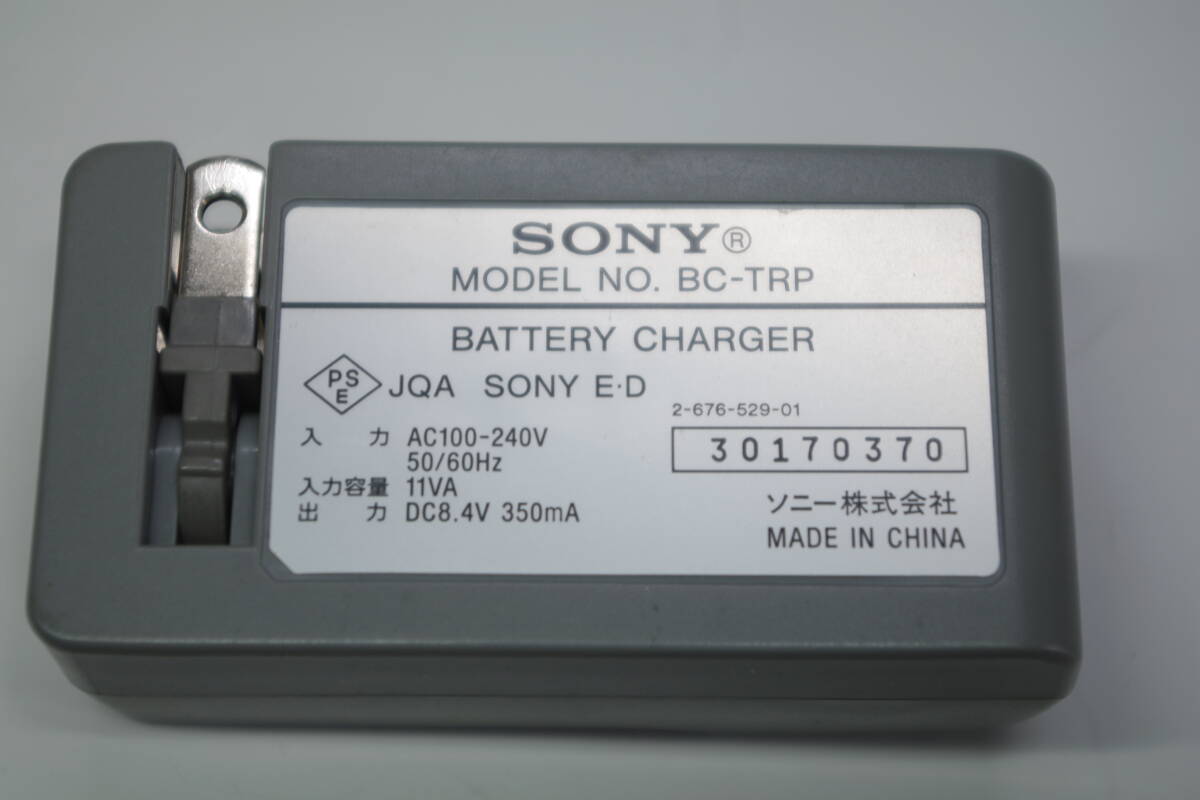 SONY®
MODEL NO. BC-TRP
BATTERY CHARGER
PS
E
JQA SONY E·D
2-676-529-01
入力 AC100-240V
50/60Hz
30170370
入力容量 11VA
出力 DC8.4V 350mA
ソニー株式会社
MADE IN CHINA